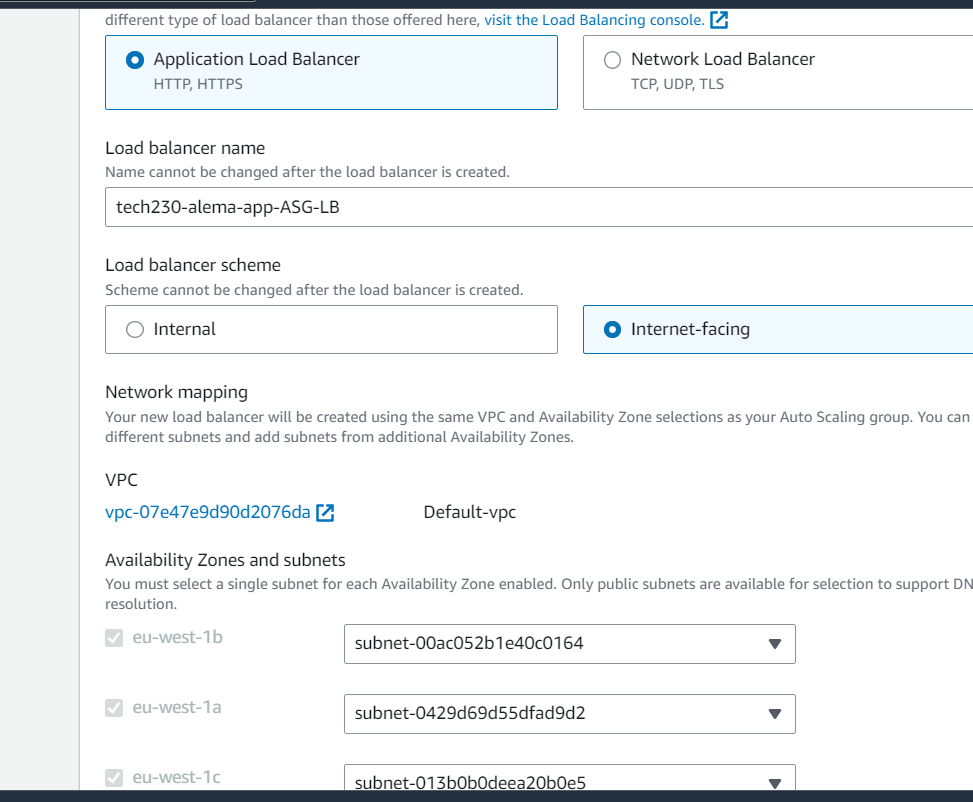 different type of load balancer than those offered here, visit the Load Balancing console.
Application Load Balancer
HTTP, HTTPS
Network Load Balancer
TCP, UDP, TLS
Load balancer name
Name cannot be changed after the load balancer is created.
tech230-alema-app-ASG-LB
Load balancer scheme
Scheme cannot be changed after the load balancer is created.
Internal
Internet-facing
Network mapping
Your new load balancer will be created using the same VPC and Availability Zone selections as your Auto Scaling group. You can
different subnets and add subnets from additional Availability Zones.
VPC
vpc-07e47e9d90d2076da
Default-vpc
Availability Zones and subnets
You must select a single subnet for each Availability Zone enabled. Only public subnets are available for selection to support DN
resolution.
eu-west-1b
subnet-00ac052b1e40c0164
eu-west-1a
subnet-0429d69d55dfad9d2
eu-west-1c
subnet-013b0b0deea20b0e5